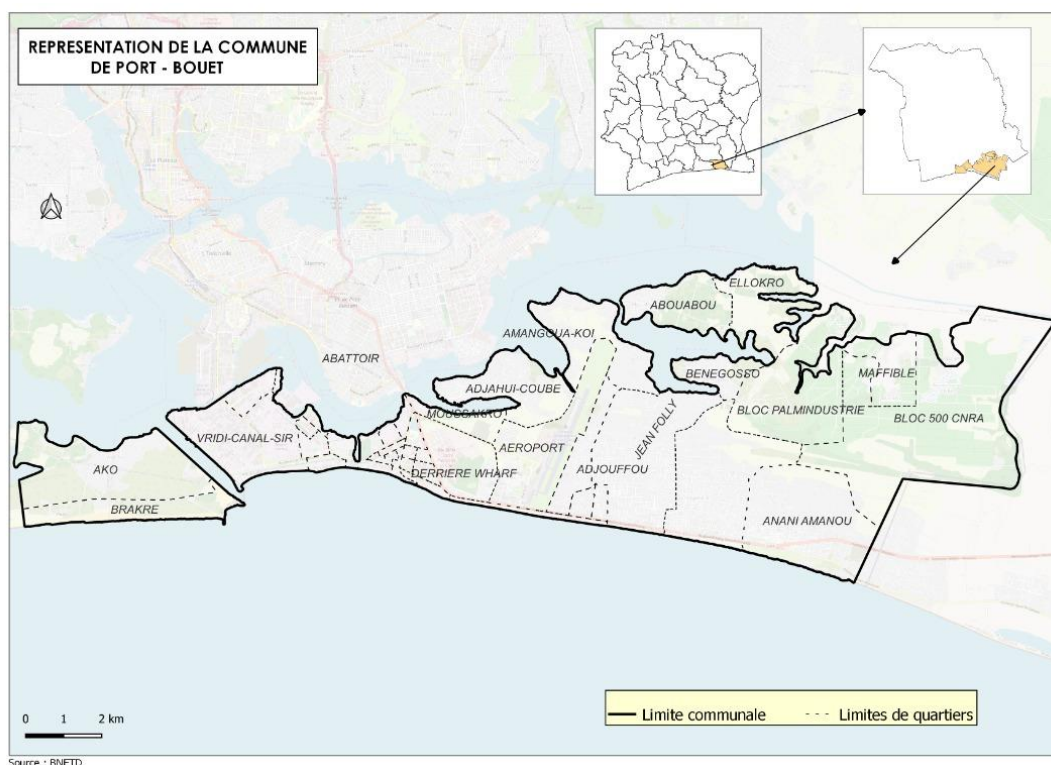 REPRESENTATION DE LA COMMUNE
DE PORT - BOUET
ELLOKRO
ABOUABOU
AMANGOUA-KOI
ABATTOIR
BENEGOSSO
MAFFIBLE
ADJAHUI-COUBE
BLOC PALMINDUSTRIE
MOUSSAKRO
BLOC 500 CNRA
JEAN FOLLY
VRIDI-CANAL-SIR
AEROPORT
AKO
DERRIERE WHARF
ADJOUFFOU
BRAKRE
ANANI AMANOU
0 1 2 km
Limite communale
Limites de quartiers
Source : BNETD